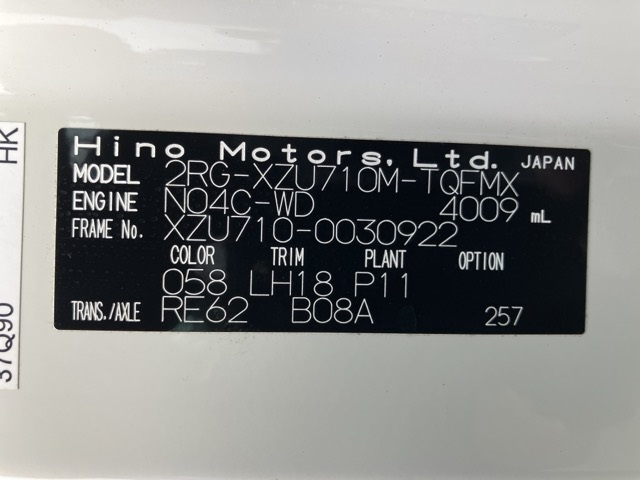 HK
37Q90
Hino Motors, Ltd. JAPAN
MODEL 2RG-XZU710M-TQFMX
ENGINE N04C-WD 4009 mL
FRAME No. XZU710-0030922
COLOR TRIM PLANT OPTION
058 LH18 P11
TRANS./AXLE RE62 B08A 257